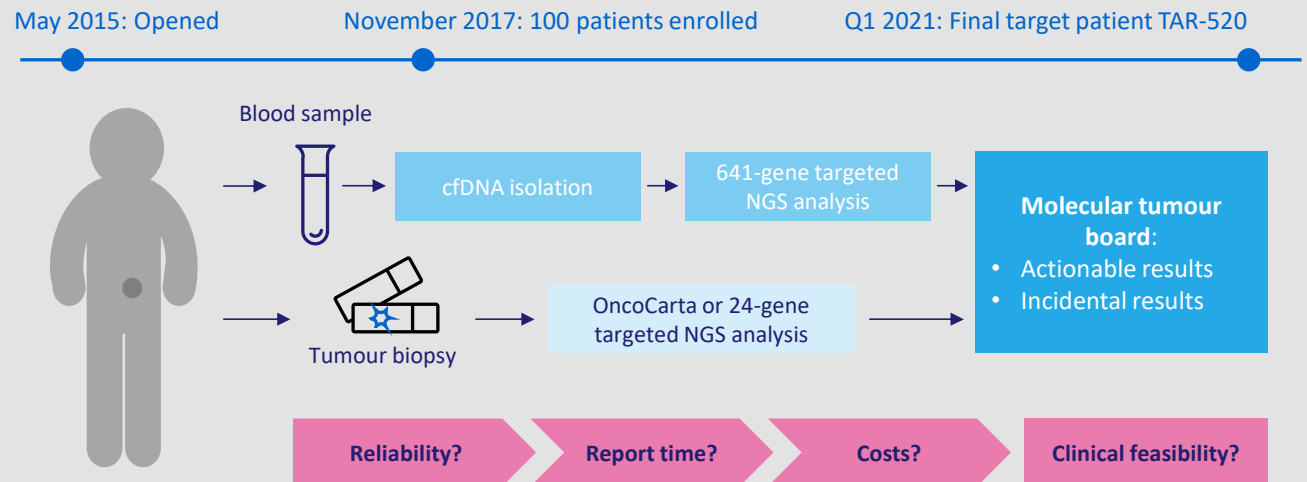 May 2015: Opened
November 2017: 100 patients enrolled
Q1 2021: Final target patient TAR-520
Blood sample
cfDNA isolation
641-gene targeted
NGS analysis
Molecular tumour
board:
• Actionable results
• Incidental results
Tumour biopsy
OncoCarta or 24-gene
targeted NGS analysis
Reliability?
Report time?
Costs?
Clinical feasibility?